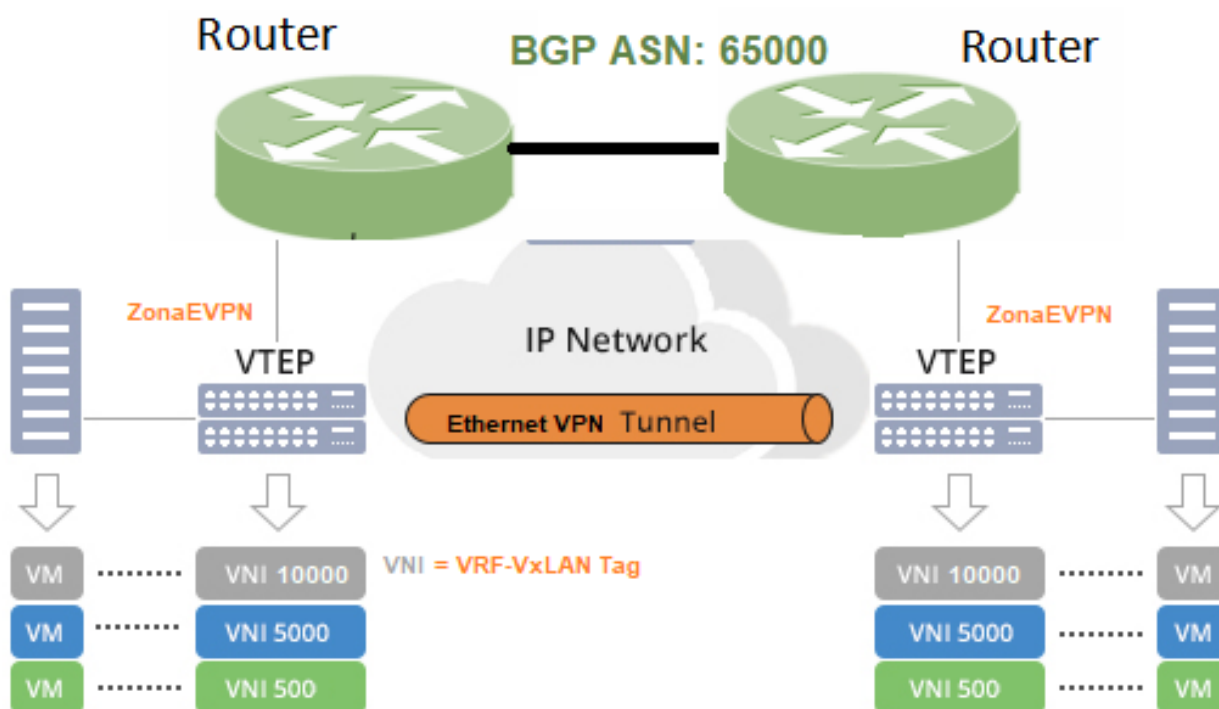 Router
BGP ASN: 65000
Router
ZonaEVPN
ZonaEVPN
IP Network
VTEP
VTEP
Ethernet VPN Tunnel
VM
VNI 10000
VNI = VRF-VxLAN Tag
VNI 10000
VM
VM
VNI 5000
VNI 5000
VM
VM
VNI 500
VNI 500
VM